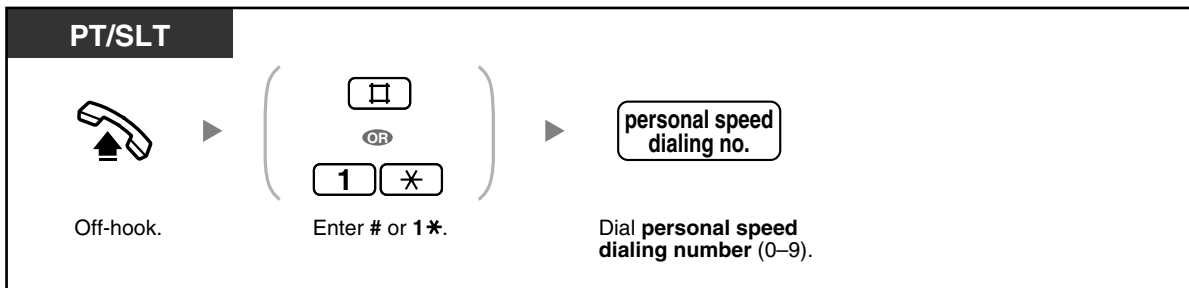 PT/SLT
#
OR
1 *
personal speed
dialing no.
Off-hook.
Enter # or 1*.
Dial personal speed
dialing number (0–9).